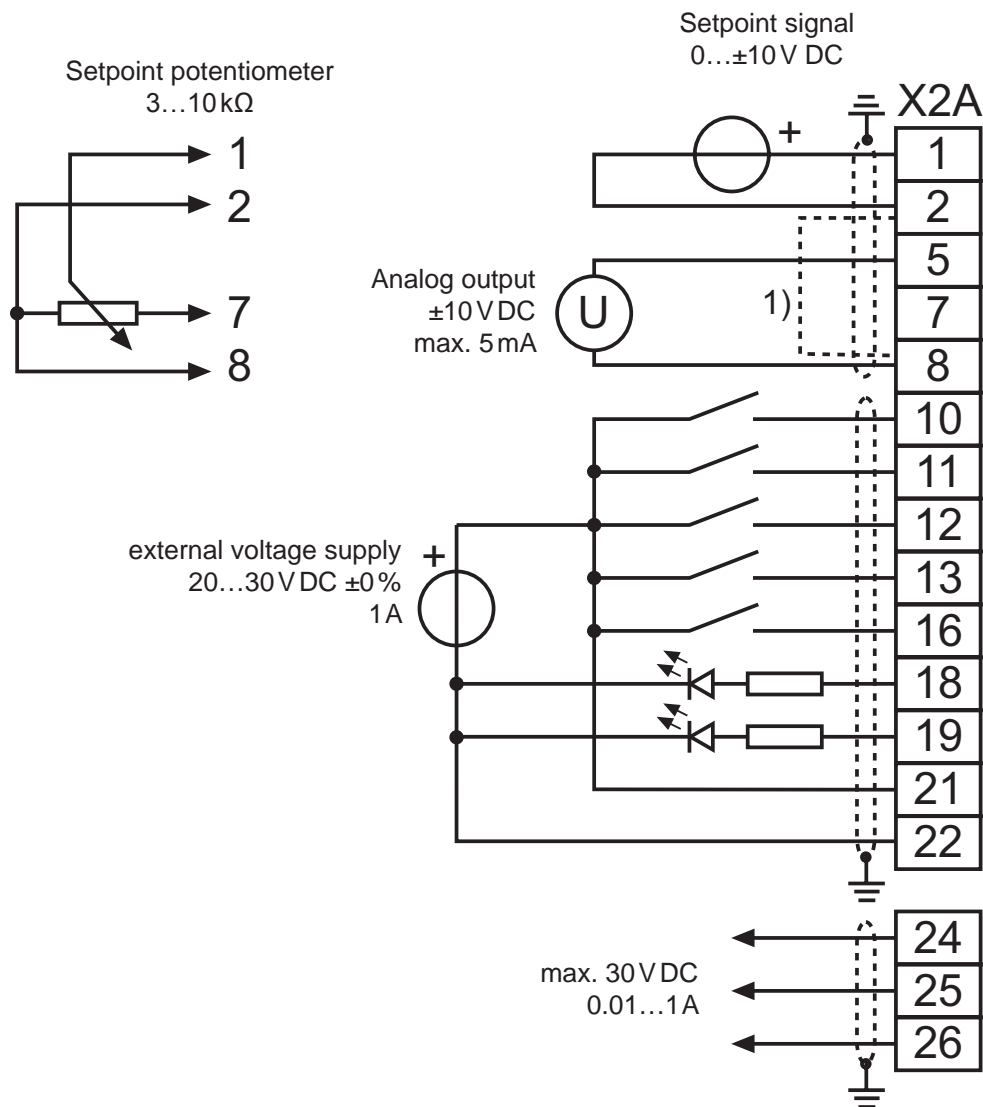 Setpoint signal
0…±10 V DC
Setpoint potentiometer
3…10 kΩ
X2A
1
2
7
8
1
2
5
7
8
10
11
12
13
16
18
19
21
22
24
25
26
+
Analog output
±10 V DC
max. 5 mA
U
1)
external voltage supply
20…30 V DC ±0 %
1 A
+
max. 30 V DC
0.01…1 A